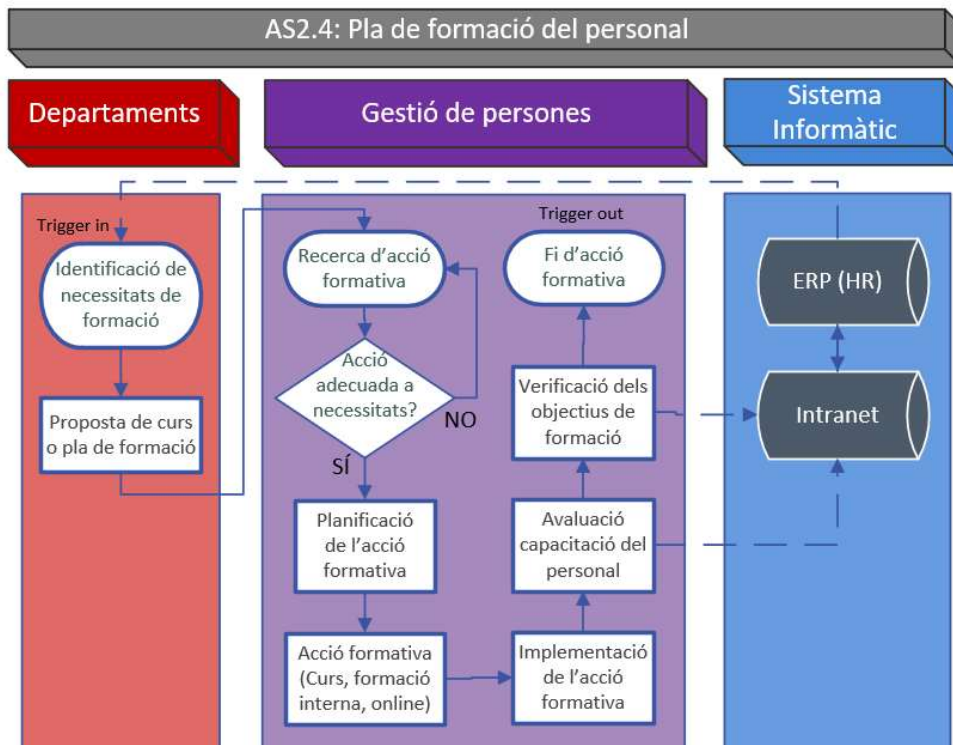 AS2.4: Pla de formació del personal
Departaments
Gestió de persones
Sistema
Informàtic
Trigger in
Identificació de
necessitats de
formació
Proposta de curs
o pla de formació
Recerca d'acció
formativa
Acció
adequada a
necessitats?
NO
SÍ
Planificació
de l'acció
formativa
Acció formativa
(Curs, formació
interna, online)
Trigger out
Fi d'acció
formativa
Verificació dels
objectius de
formació
Avaluació
capacitació del
personal
Implementació
de l'acció
formativa
ERP (HR)
Intranet